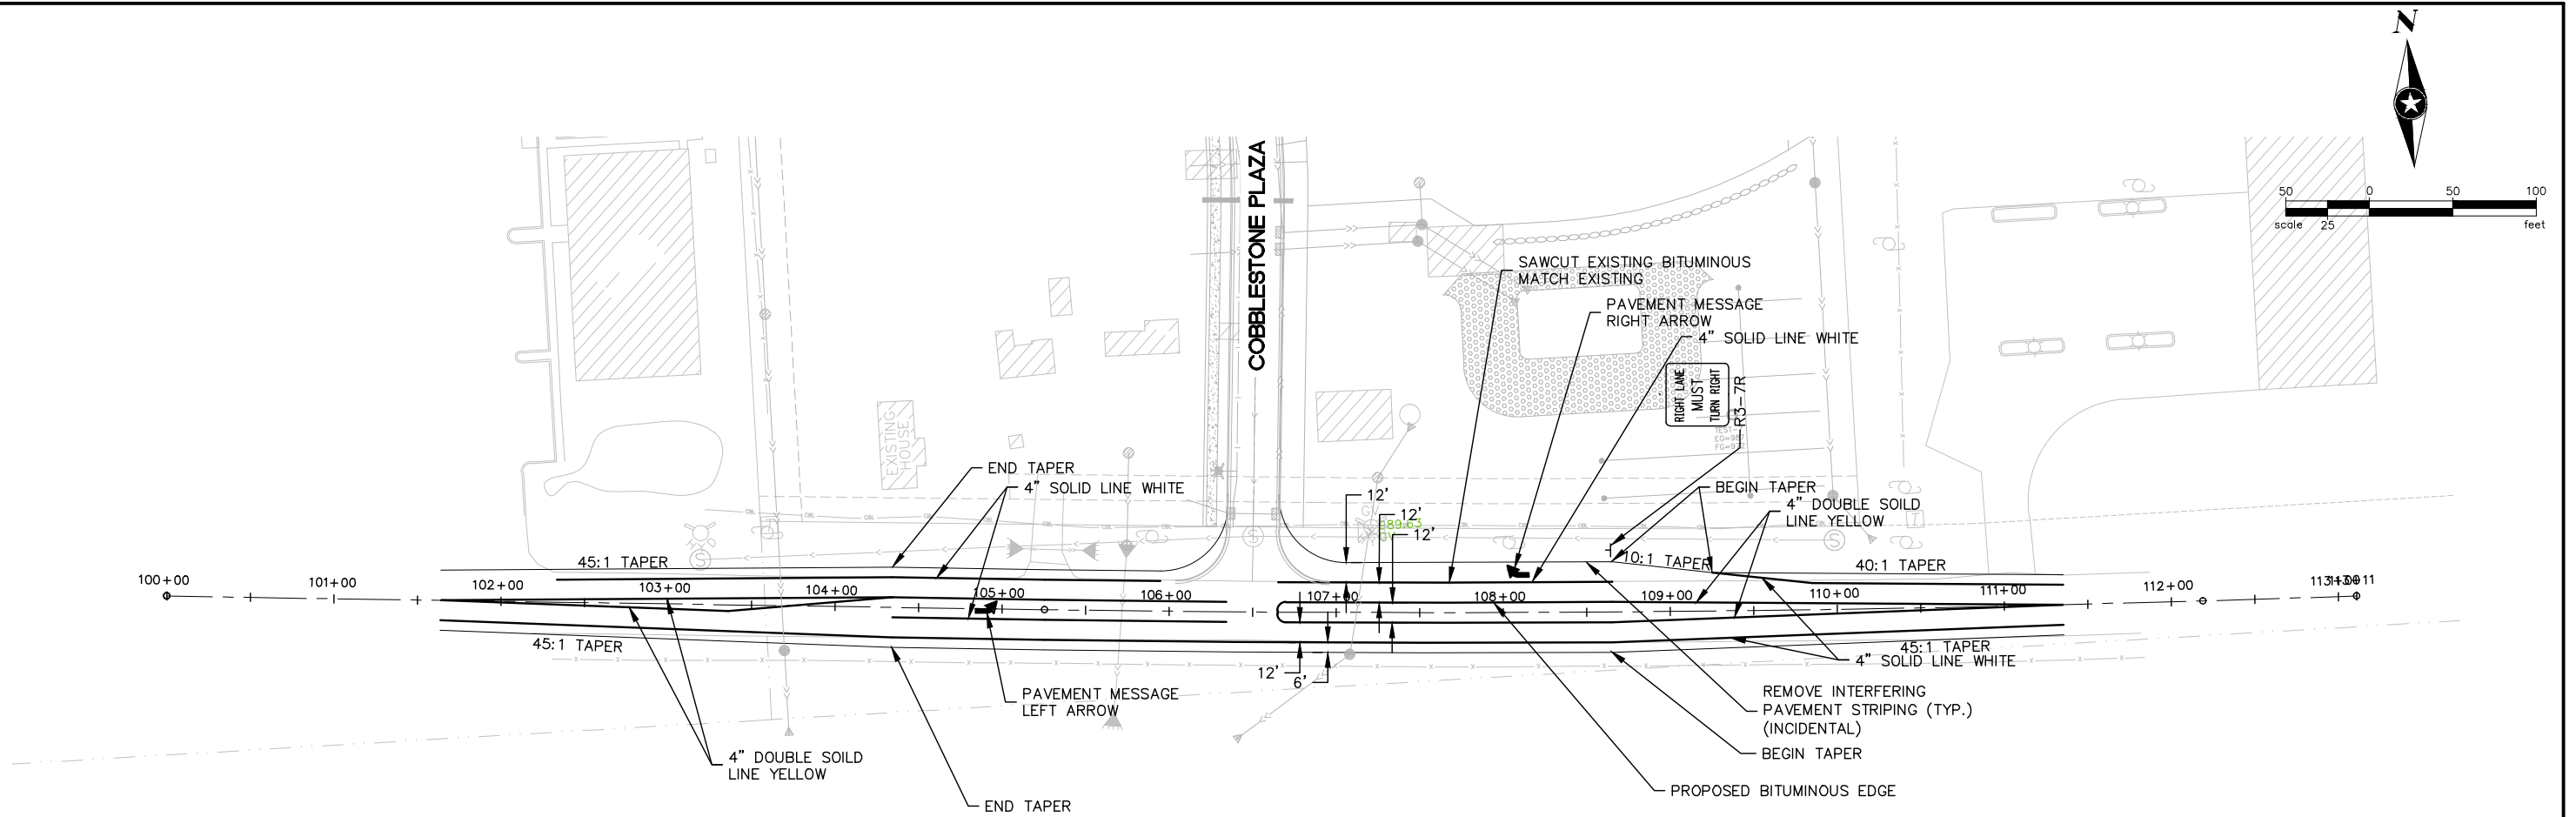 N
50
0
50
100
scale
25
feet
COBBLESTONE PLAZA
SAWCUT EXISTING BITUMINOUS
MATCH EXISTING
PAVEMENT MESSAGE
RIGHT ARROW
4" SOLID LINE WHITE
RIGHT LANE
MUST
TURN RIGHT
R3-7R
EXISTING
HOUSE
END TAPER
4" SOLID LINE WHITE
12'
12'
12'
BEGIN TAPER
4" DOUBLE SOILD
LINE YELLOW
45:1 TAPER
10:1 TAPER
40:1 TAPER
100+00
101+00
102+00
103+00
104+00
105+00
106+00
107+00
108+00
109+00
110+00
111+00
112+00
45:1 TAPER
45:1 TAPER
4" SOLID LINE WHITE
12'
6'
PAVEMENT MESSAGE
LEFT ARROW
REMOVE INTERFERING
PAVEMENT STRIPING (TYP.)
(INCIDENTAL)
4" DOUBLE SOILD
LINE YELLOW
BEGIN TAPER
PROPOSED BITUMINOUS EDGE
END TAPER